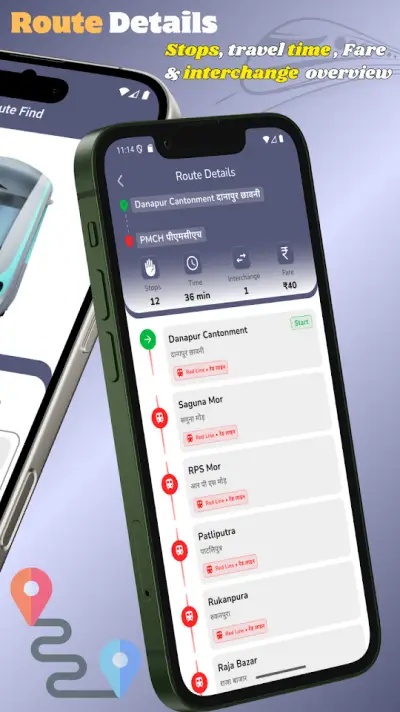 Route Details
Stops, travel time, Fare
& interchange overview
ute Find
11:14
Route Details
Danapur Cantonment दानापुर छावनी
PMCH पीएमसीएच
Stops
Time
Interchange
Fare
12
36 min
1
₹40
Danapur Cantonment
Start
दानापुर छावनी
Red Line • रेड लाइन
Saguna Mor
सगुना मोड़
Red Line • रेड लाइन
RPS Mor
आर पी एस मोड़
Red Line • रेड लाइन
Patliputra
पाटलिपुत्र
Red Line • रेड लाइन
Rukanpura
रुकनपुरा
Red Line • रेड लाइन
Raja Bazar
राजा बाजार